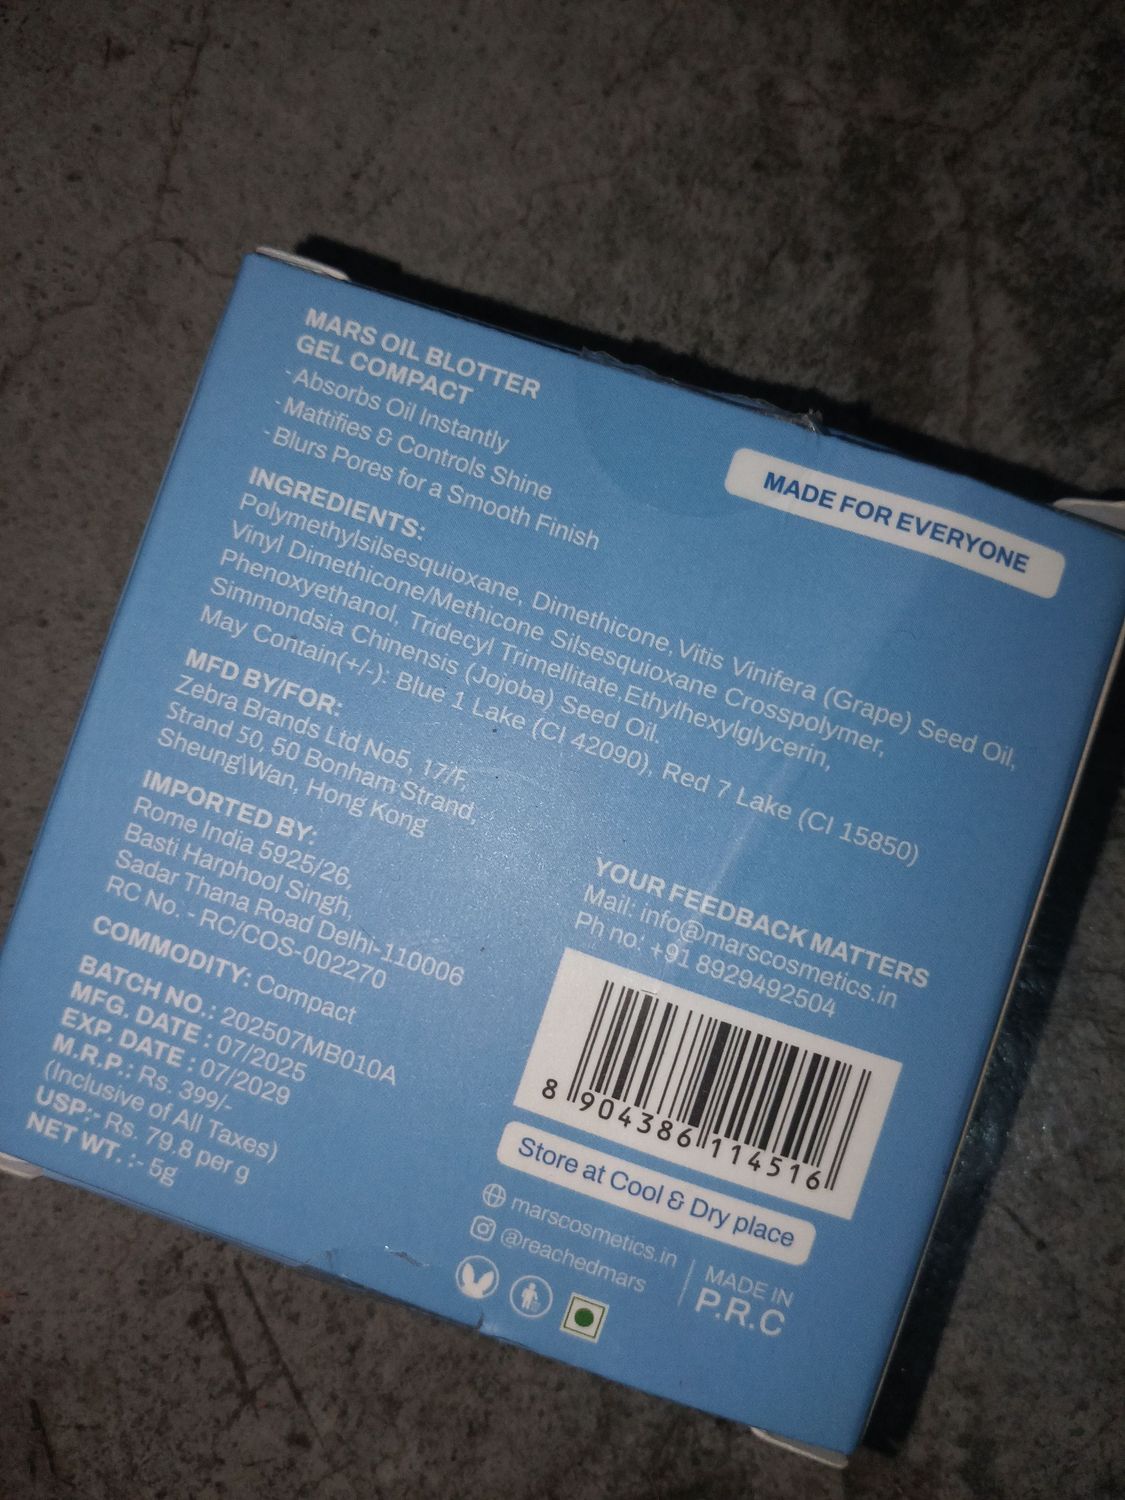 MARS OIL BLOTTER
GEL COMPACT
-Absorbs Oil Instantly
-Mattifies & Controls Shine
-Blurs Pores for a Smooth Finish
MADE FOR EVERYONE
INGREDIENTS:
Polymethylsilsesquioxane, Dimethicone, Vitis Vinifera (Grape) Seed Oil,
Vinyl Dimethicone/Methicone Silsesquioxane Crosspolymer,
Phenoxyethanol, Tridecyl Trimellitate, Ethylhexylglycerin,
Simmondsia Chinensis (Jojoba) Seed Oil.
May Contain(+/-): Blue 1 Lake (CI 42090), Red 7 Lake (CI 15850)
MFD BY/FOR:
Zebra Brands Ltd No5, 17/F,
Strand 50, 50 Bonham Strand,
Sheung\Wan, Hong Kong
IMPORTED BY:
Rome India 5925/26,
Basti Harphool Singh,
Sadar Thana Road Delhi-110006
RC No. - RC/COS-002270
COMMODITY: Compact
BATCH NO.: 202507MB010A
MFG. DATE : 07/2025
EXP. DATE : 07/2029
M.R.P.: Rs. 399/-
(Inclusive of All Taxes)
USP:- Rs. 79.8 per g
NET WT. :- 5g
YOUR FEEDBACK MATTERS
Mail: info@marscosmetics.in
Ph no: +91 8929492504
8 904386 114516
Store at Cool & Dry place
marscosmetics.in
@reachedmars
MADE IN
P.R.C